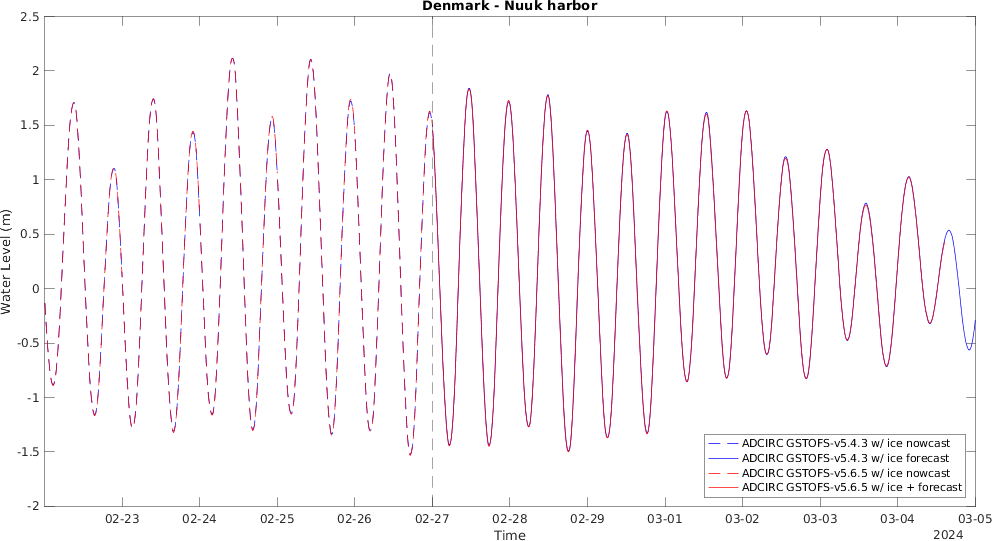 Denmark - Nuuk harbor
2.5
2
1.5
1
0.5
0
-0.5
-1
-1.5
-2
Water Level (m)
ADCIRC GSTOFS-v5.4.3 w/ ice nowcast
ADCIRC GSTOFS-v5.4.3 w/ ice forecast
ADCIRC GSTOFS-v5.6.5 w/ ice nowcast
ADCIRC GSTOFS-v5.6.5 w/ ice + forecast
02-23 02-24 02-25 02-26 02-27 02-28 02-29 03-01 03-02 03-03 03-04 03-05
Time
2024